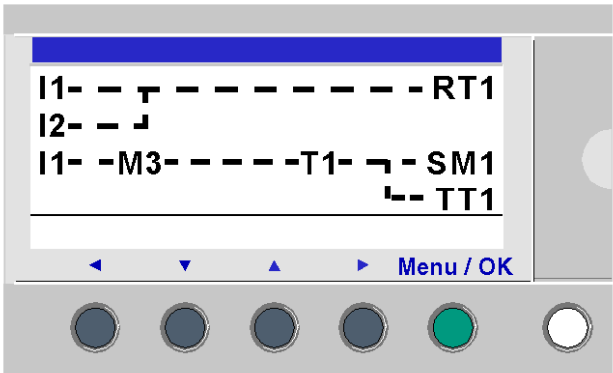 I1- - - - - - - - - RT1
I2- - -
I1- -M3- - - - -T1- - - SM1
-- TT1
Menu / OK